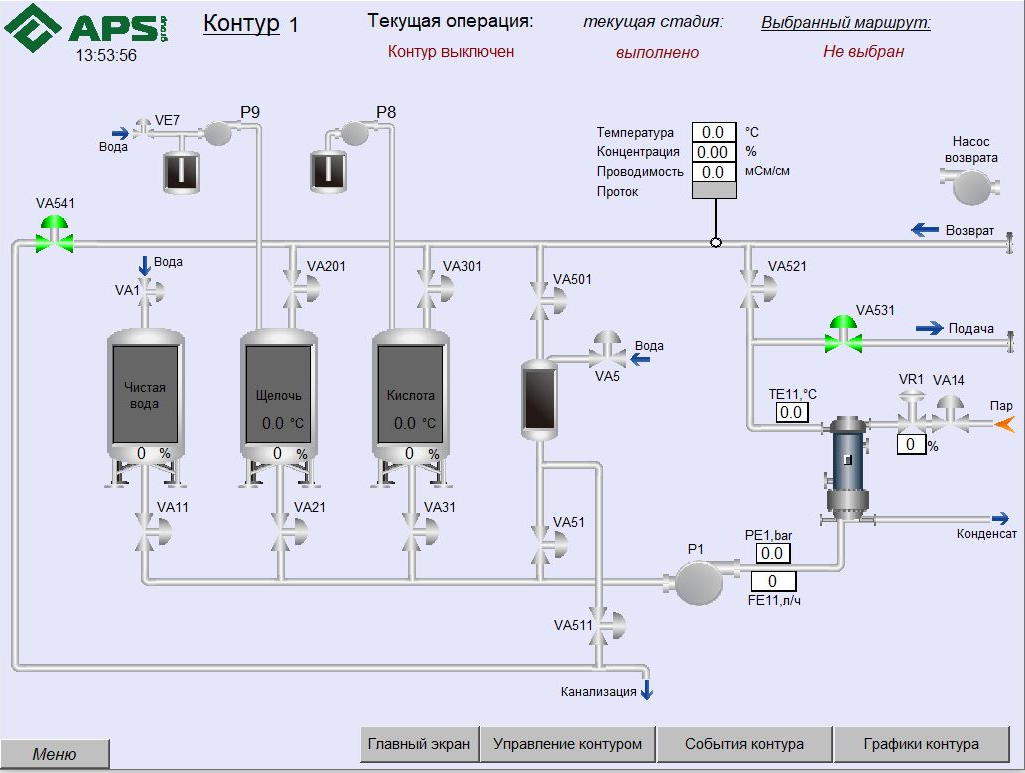 APS group
13:53:56
Контур 1
Текущая операция:
Контур выключен
текущая стадия:
выполнено
Выбранный маршрут:
Не выбран
VE7
P9
P8
Вода
Температура 0.0 °C
Концентрация 0.00 %
Проводимость 0.0 мСм/см
Проток
Насос
возврата
VA541
Возврат
Вода
VA1
VA201
VA301
VA501
VA521
VA531
Подача
Вода
VA5
Чистая
вода
0 %
Щелочь
0.0 °C
0 %
Кислота
0.0 °C
0 %
TE11,°C
0.0
VR1
VA14
Пар
0 %
VA11
VA21
VA31
VA51
P1
PE1,bar
0.0
0
FE11,л/ч
Конденсат
VA511
Канализация
Меню
Главный экран
Управление контуром
События контура
Графики контура